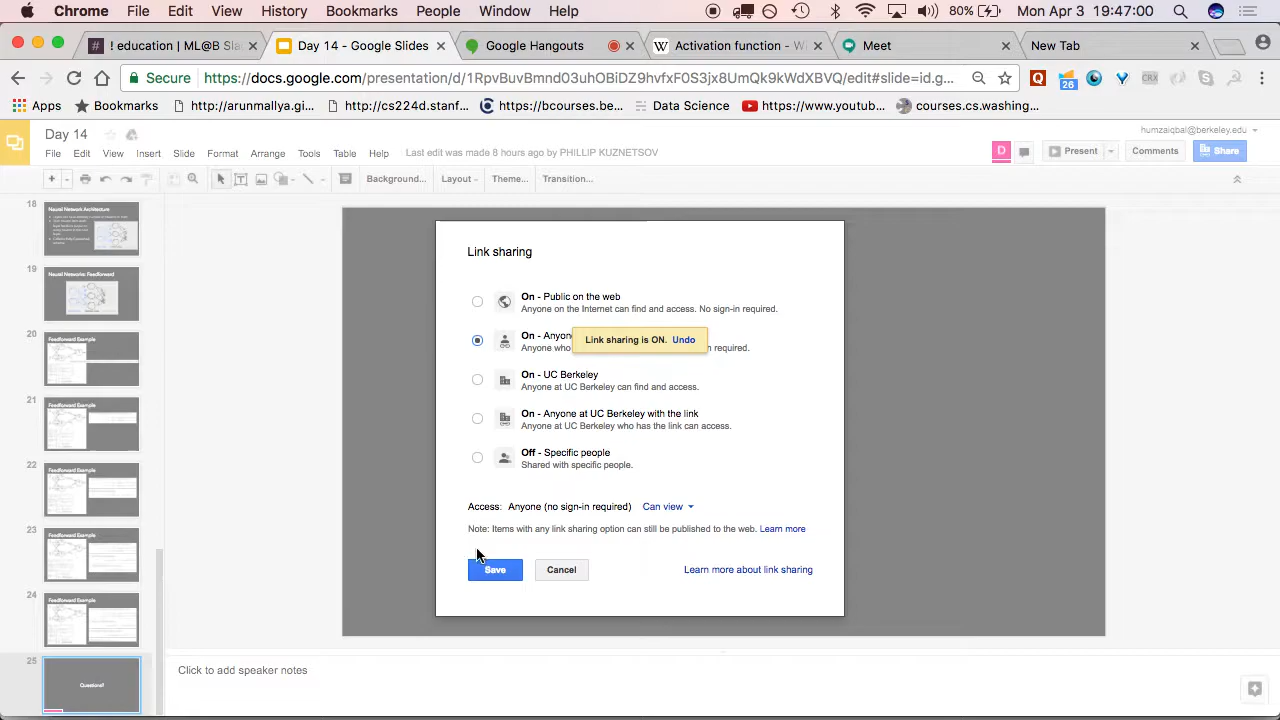 Chrome File Edit View History Bookmarks People Window Help 80% Mon Apr 3 19:47:00
! education | ML@B Sla
Day 14 - Google Slides
Google Hangouts
Activation function - W
Meet
New Tab
Secure https://docs.google.com/presentation/d/1RpvBuvBmnd03uhOBiDZ9hvfxF0S3jx8UmQk9kWdXBVQ/edit#slide=id.g...
Apps Bookmarks http://arunmallya.gi... http://cs224d.stan... https://bcourses.be... Data Science https://www.youtub... courses.cs.washing...
Day 14
humzaiqbal@berkeley.edu
File Edit View Insert Slide Format Arrange Tools Table Help Last edit was made 8 hours ago by PHILLIP KUZNETSOV
D Present Comments Share
Background... Layout Theme... Transition...
18
Neural Network Architecture
19
Neural Networks: Feedforward
20
Feedforward Example
21
Feedforward Example
22
Feedforward Example
23
Feedforward Example
24
Feedforward Example
25
Questions?
Link sharing
On - Public on the web
Anyone on the Internet can find and access. No sign-in required.
On - Anyon
Anyone who
n required.
Link sharing is ON. Undo
On - UC Berkeley
Anyone at UC Berkeley can find and access.
On - Anyone at UC Berkeley with the link
Anyone at UC Berkeley who has the link can access.
Off - Specific people
Shared with specific people.
Access: Anyone (no sign-in required) Can view
Note: Items with any link sharing option can still be published to the web. Learn more
Save Cancel Learn more about link sharing
Click to add speaker notes